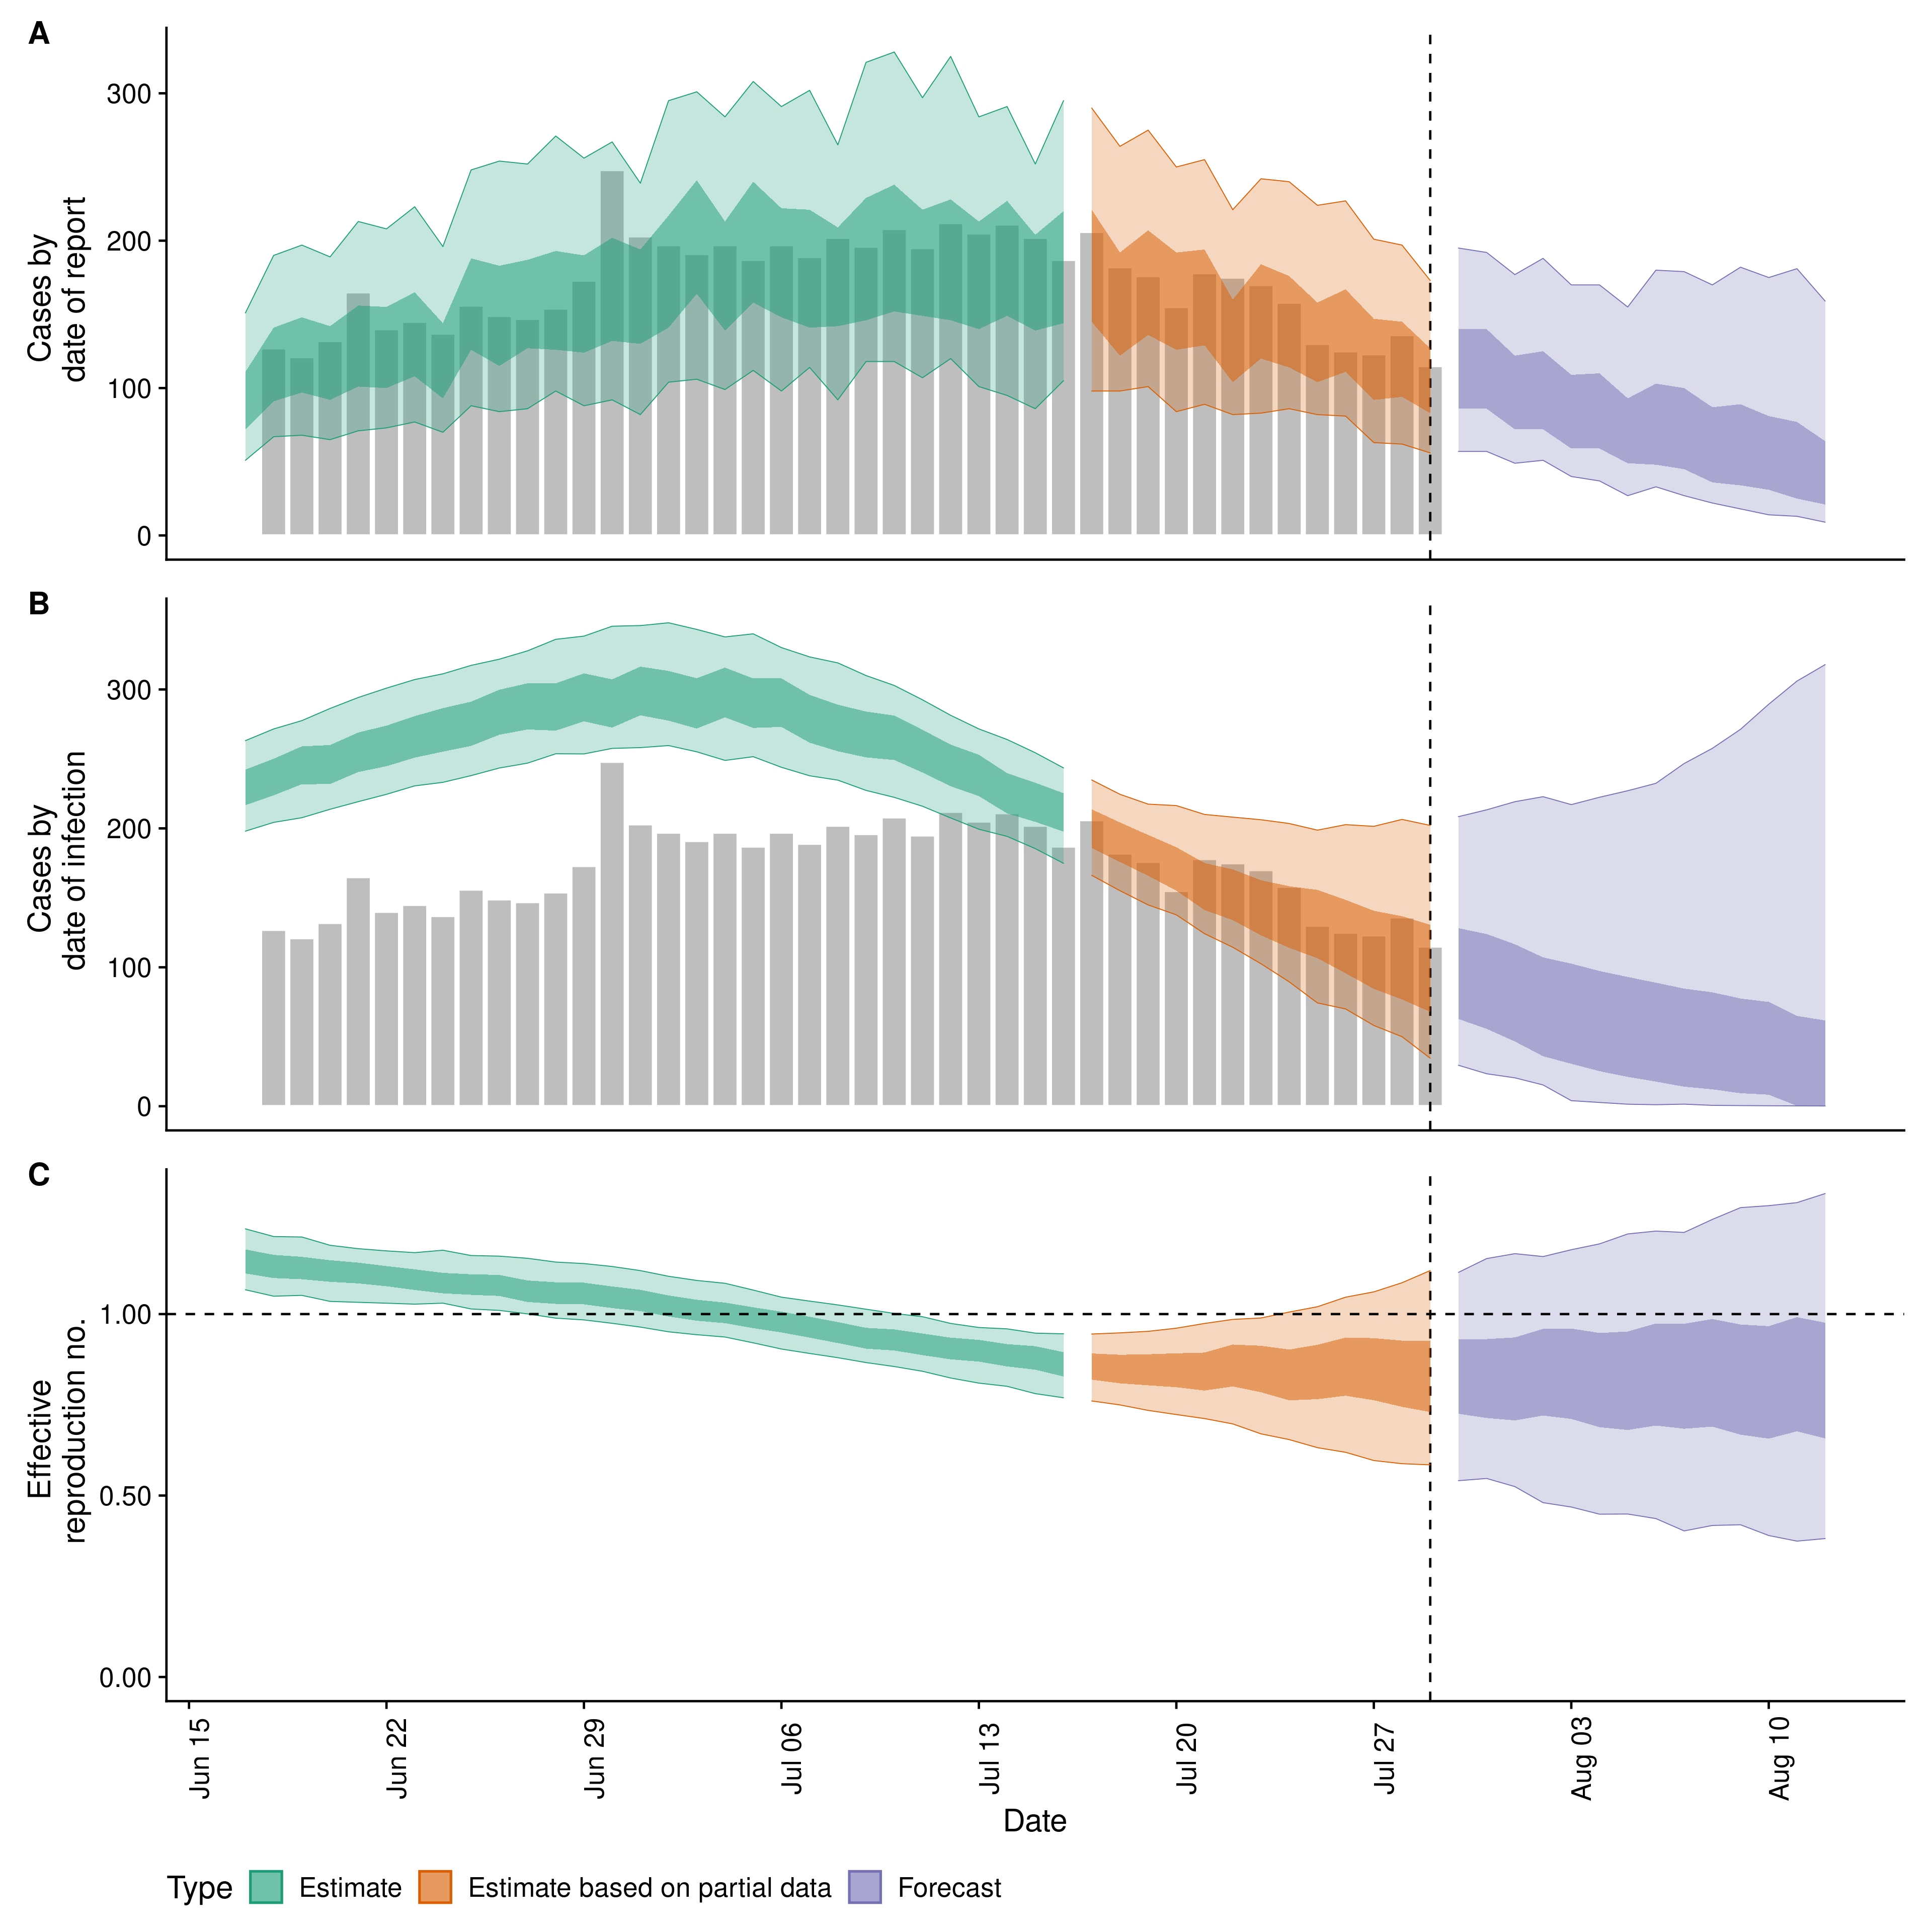 A
Cases by
date of report
300
200
100
0
B
Cases by
date of infection
300
200
100
0
C
Effective
reproduction no.
1.00
0.50
0.00
Jun 15
Jun 22
Jun 29
Jul 06
Jul 13
Jul 20
Jul 27
Aug 03
Aug 10
Date
Type
Estimate
Estimate based on partial data
Forecast